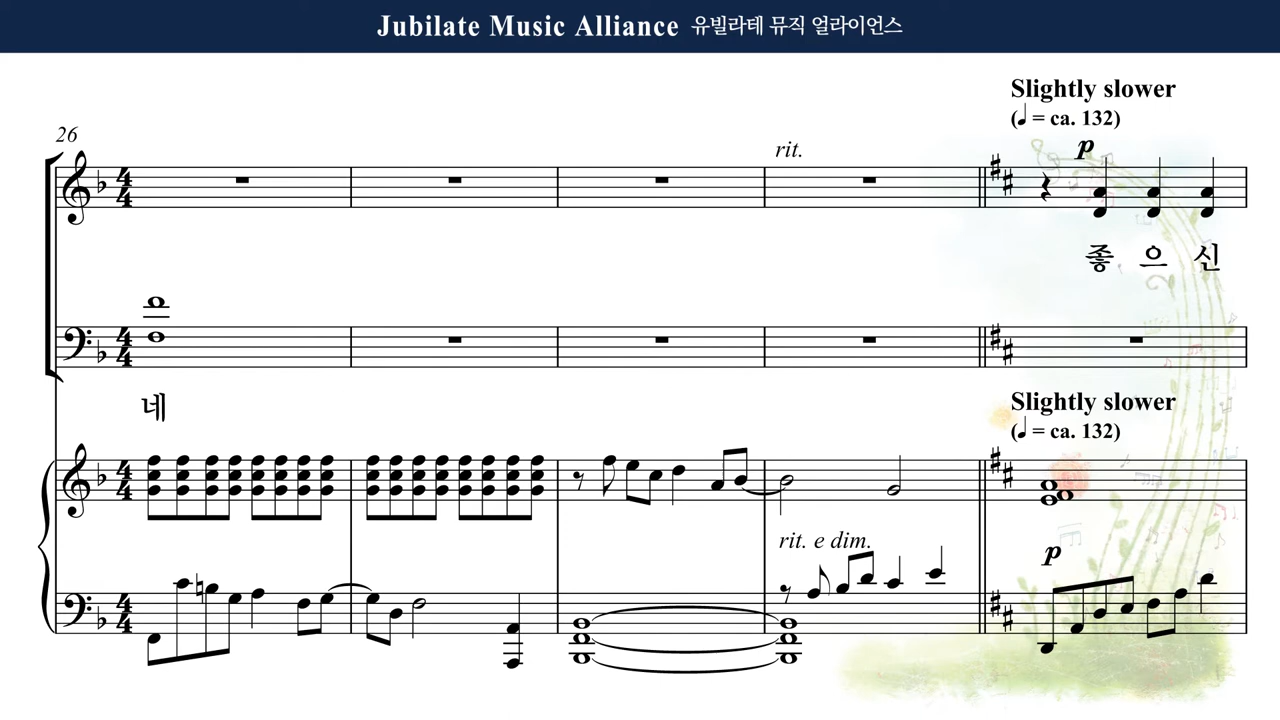 Jubilate Music Alliance 유빌라테 뮤직 얼라이언스
Slightly slower
(♩ = ca. 132)
26
rit.
p
좋 으 신
네
Slightly slower
(♩ = ca. 132)
rit. e dim.
p